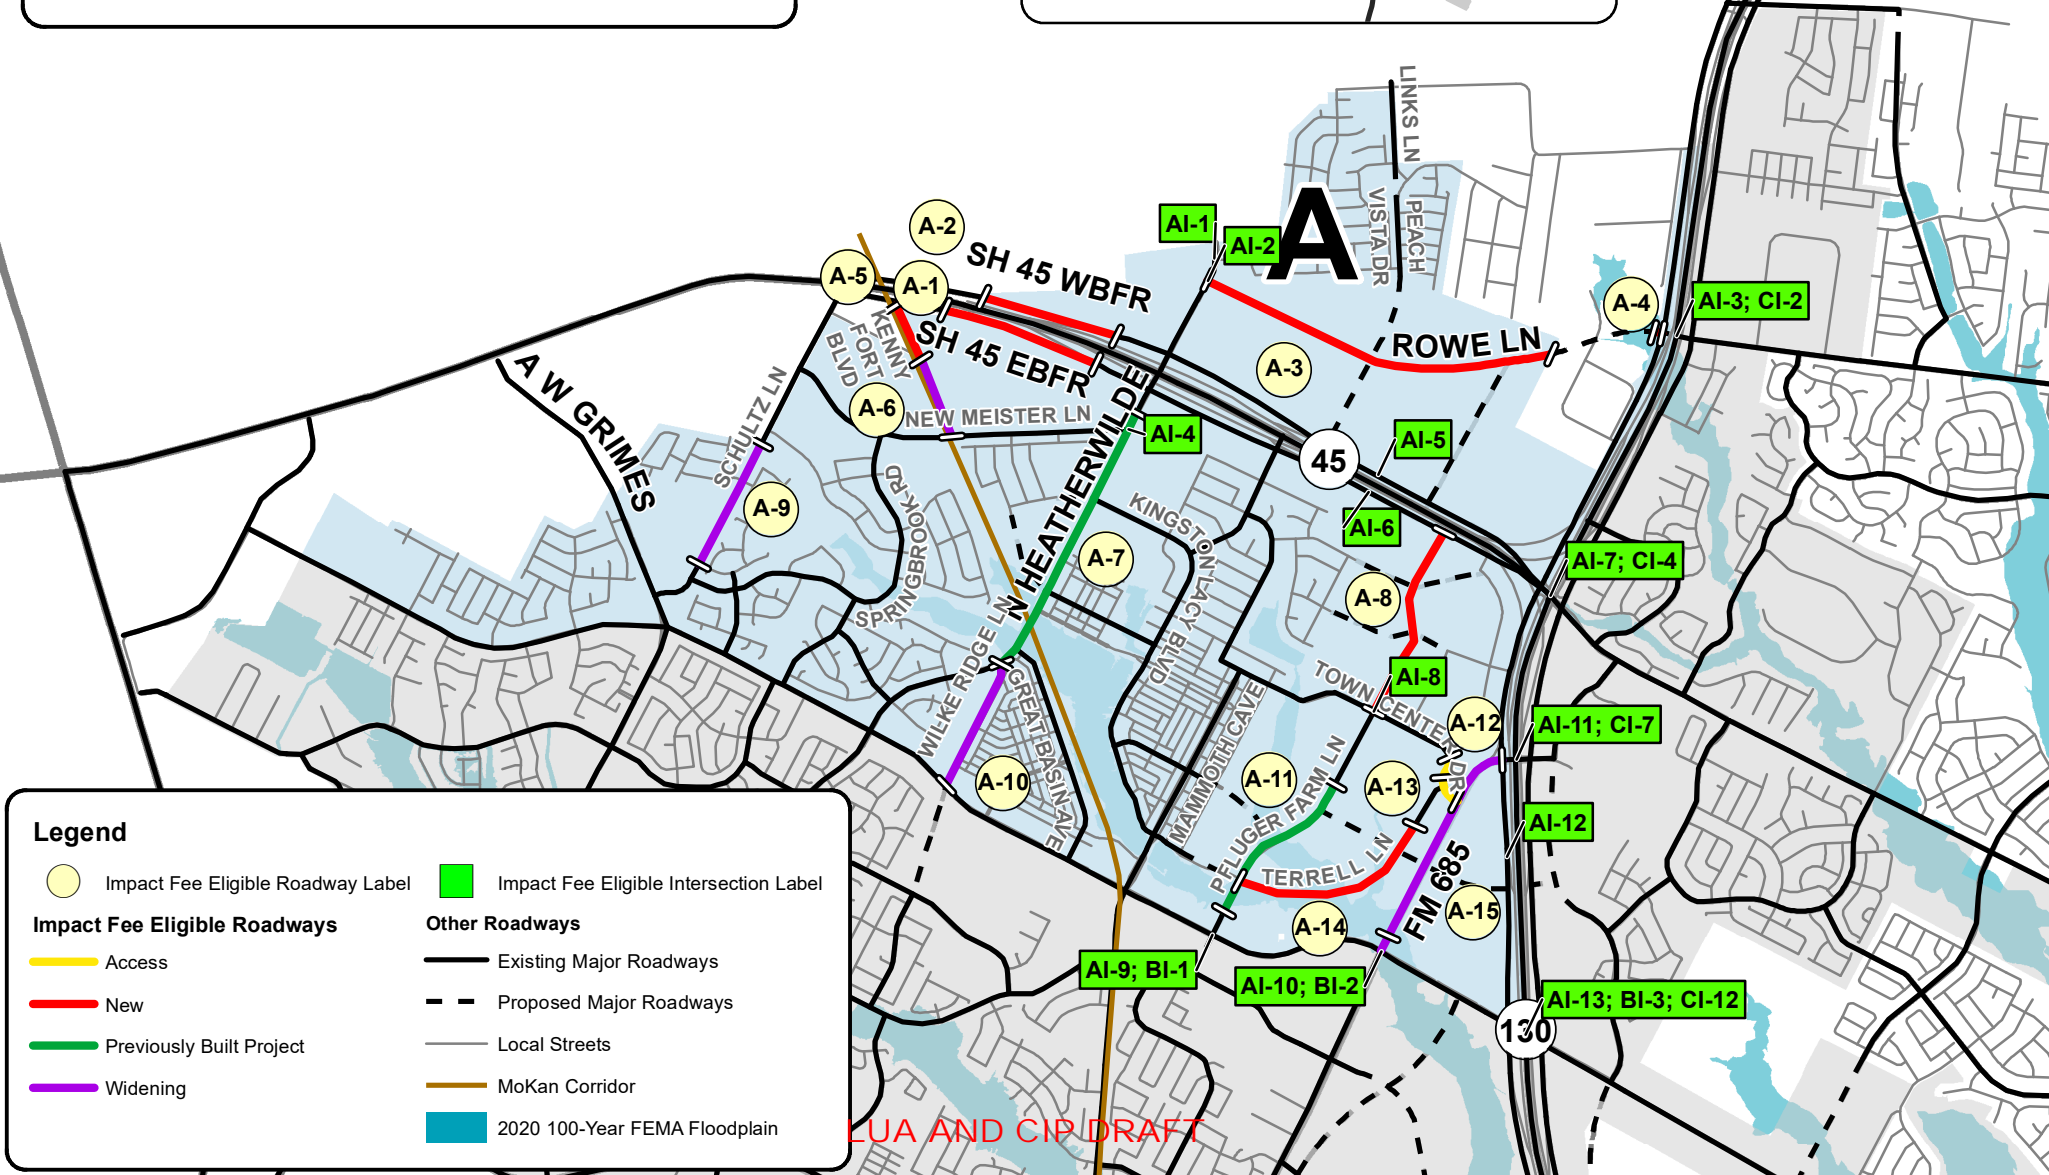 LINKS LN
VISTA DR
PEACH
A
AI-1
AI-2
A-2
SH 45 WBFR
A-5
A-1
A-4
AI-3; CI-2
KENNY
FORT
BLVD
SH 45 EBFR
ROWE LN
A-3
A W GRIMES
SCHULTZ LN
A-6
NEW MEISTER LN
AI-4
N HEATHERWILDE
45
AI-5
AI-6
A-9
SPRINGBROOK RD
KINGSTON LACY BLVD
A-7
AI-7; CI-4
A-8
WILKE RIDGE LN
GREAT BASIN AVE
TOWN CENTER DR
AI-8
A-12
AI-11; CI-7
MAMMOTH CAVE
A-10
A-11
A-13
PFLUGER FARM LN
AI-12
TERRELL LN
FM 685
A-15
A-14
AI-9; BI-1
AI-10; BI-2
AI-13; BI-3; CI-12
130
Legend
Impact Fee Eligible Roadway Label
Impact Fee Eligible Intersection Label
Impact Fee Eligible Roadways
Other Roadways
Access
Existing Major Roadways
New
Proposed Major Roadways
Previously Built Project
Local Streets
Widening
MoKan Corridor
2020 100-Year FEMA Floodplain
LUA AND CIP DRAFT